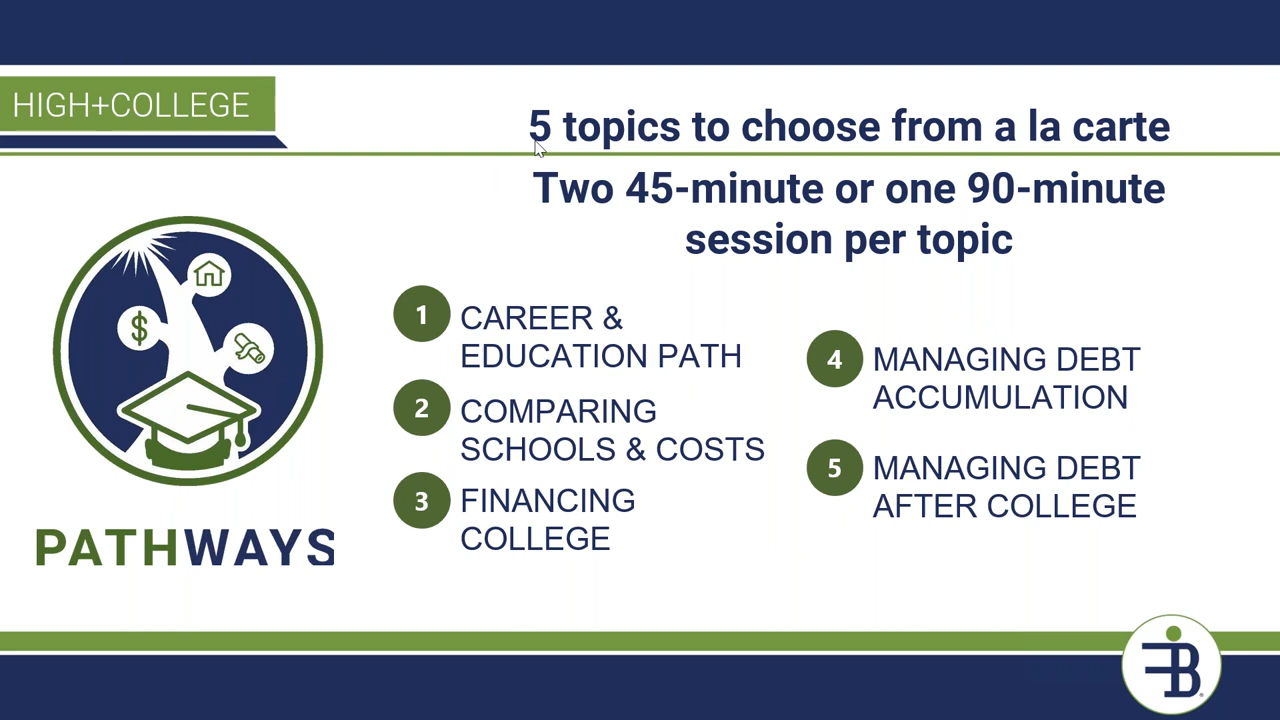 HIGH+COLLEGE
5 topics to choose from a la carte
Two 45-minute or one 90-minute
session per topic
1 CAREER &
EDUCATION PATH
2 COMPARING
SCHOOLS & COSTS
3 FINANCING
COLLEGE
4 MANAGING DEBT
ACCUMULATION
5 MANAGING DEBT
AFTER COLLEGE
$
PATHWAYS
FB